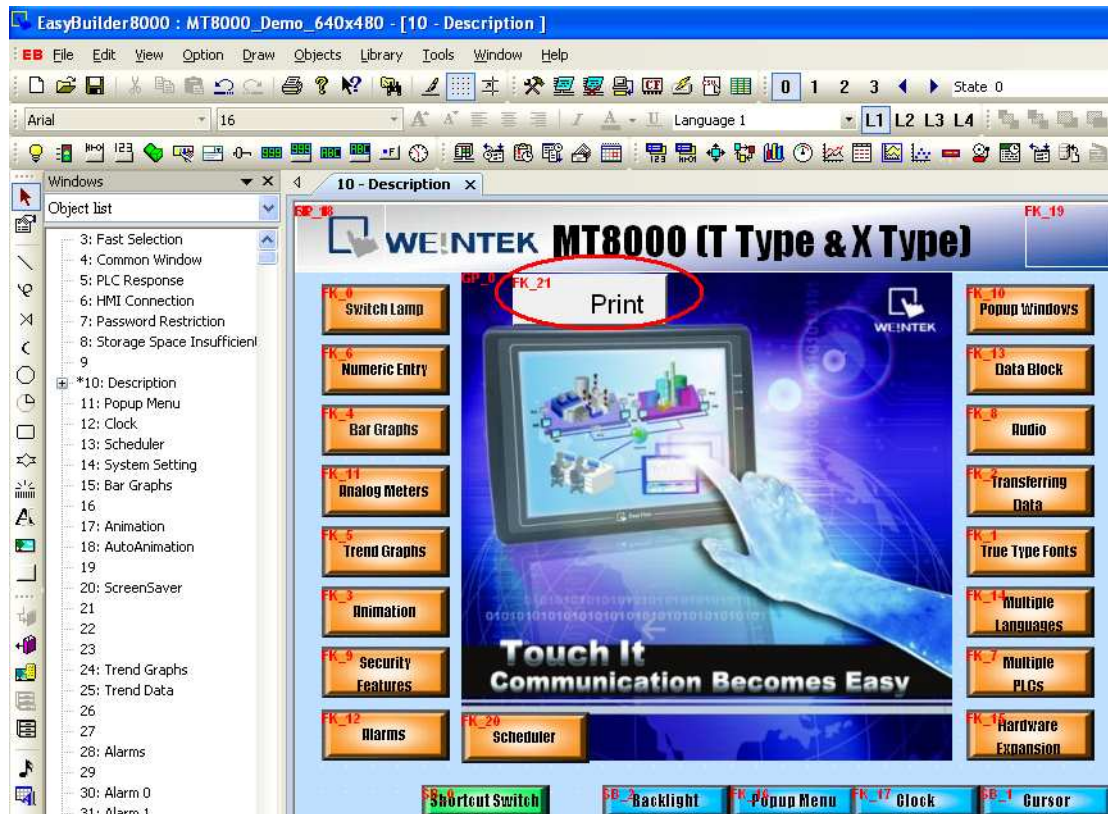 EasyBuilder8000 : MT8000_Demo_640x480 - [10 - Description ]
EB File Edit View Option Draw Objects Library Tools Window Help
0 1 2 3 State 0
Arial 16 Language 1 L1 L2 L3 L4
Windows
10 - Description
Object list
3: Fast Selection
4: Common Window
5: PLC Response
6: HMI Connection
7: Password Restriction
8: Storage Space Insufficient
9
*10: Description
11: Popup Menu
12: Clock
13: Scheduler
14: System Setting
15: Bar Graphs
16
17: Animation
18: AutoAnimation
19
20: ScreenSaver
21
22
23
24: Trend Graphs
25: Trend Data
26
27
28: Alarms
29
30: Alarm 0
31: Alarm 1
FK_19
WEINTEK MT8000 (T Type & X Type)
GP_0
FK_21
Print
FK_0
Switch Lamp
FK_6
Numeric Entry
FK_4
Bar Graphs
FK_11
Analog Meters
FK_5
Trend Graphs
FK_3
Animation
FK_9
Security
Features
FK_12
Alarms
WEINTEK
Touch It
Communication Becomes Easy
FK_20
Scheduler
FK_10
Popup Windows
FK_13
Data Block
FK_8
Audio
FK_2
Transferring
Data
FK_1
True Type Fonts
FK_14
Multiple
Languages
FK_7
Multiple
PLCs
FK_15
Hardware
Expansion
SB_0
Shortcut Switch
SB_2
Backlight
FK_16
Popup Menu
FK_17
Clock
SB_1
Cursor